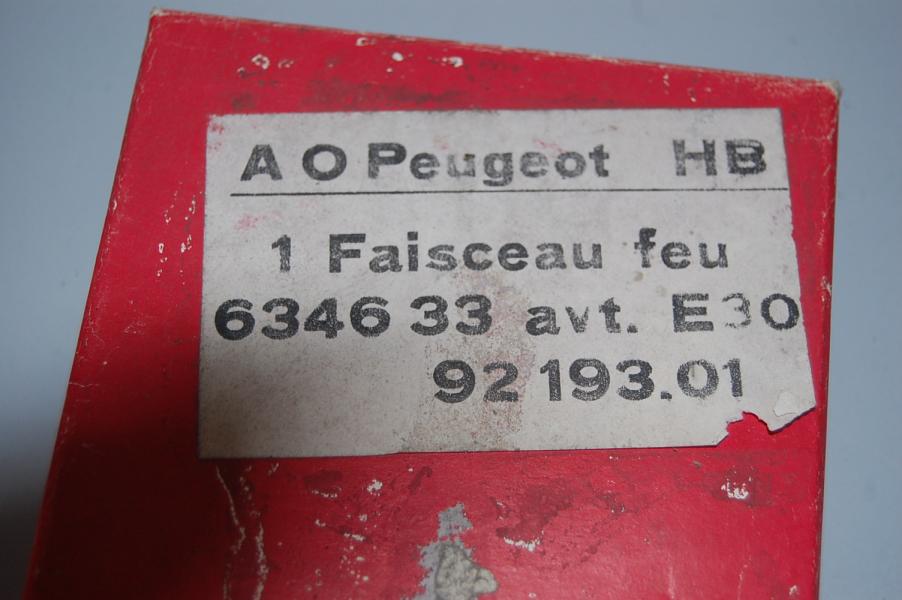 A O Peugeot HB
1 Faisceau feu
6346 33 avt. E30
92 193.01